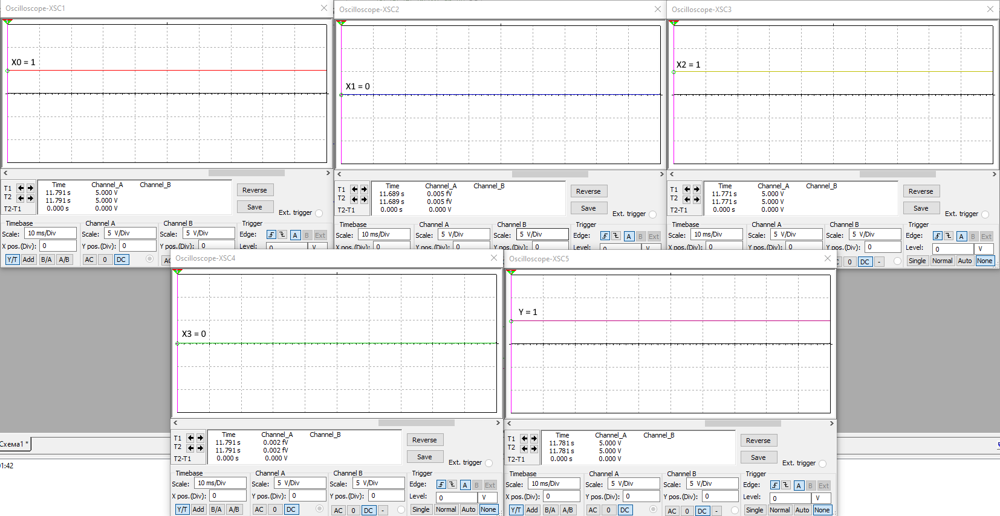 Oscilloscope-XSC1
X0 = 1
Time Channel_A Channel_B
T1 11.791 s 5.000 V
T2 11.791 s 5.000 V
T2-T1 0.000 s 0.000 V
Reverse
Save
Ext. trigger
Timebase Channel A Channel B Trigger
Scale: 10 ms/Div Scale: 5 V/Div Scale: 5 V/Div Edge: A B Ext
X pos.(Div): 0 Y pos.(Div): 0 Y pos.(Div): 0 Level: 0 V
Y/T Add B/A A/B AC 0 DC AC
Oscilloscope-XSC2
X1 = 0
Time Channel_A Channel_B
T1 11.689 s 0.005 fV
T2 11.689 s 0.005 fV
T2-T1 0.000 s 0.000 V
Reverse
Save
Ext. trigger
Timebase Channel A Channel B Trigger
Scale: 10 ms/Div Scale: 5 V/Div Scale: 5 V/Div Edge: A B Ext
X pos.(Div): 0 Y pos.(Div): 0 Y pos.(Div): 0 Level: 0 V
Oscilloscope-XSC3
X2 = 1
Time Channel_A Channel_B
T1 11.771 s 5.000 V
T2 11.771 s 5.000 V
T2-T1 0.000 s 0.000 V
Reverse
Save
Ext. trigger
Timebase Channel A Channel B Trigger
Scale: 10 ms/Div Scale: 5 V/Div Scale: 5 V/Div Edge: A B Ext
X pos.(Div): 0 Y pos.(Div): 0 Y pos.(Div): 0 Level: 0 V
C 0 DC - Single Normal Auto None
Oscilloscope-XSC4
X3 = 0
Time Channel_A Channel_B
T1 11.791 s 0.002 fV
T2 11.791 s 0.002 fV
T2-T1 0.000 s 0.000 V
Reverse
Save
Ext. trigger
Timebase Channel A Channel B Trigger
Scale: 10 ms/Div Scale: 5 V/Div Scale: 5 V/Div Edge: A B Ext
X pos.(Div): 0 Y pos.(Div): 0 Y pos.(Div): 0 Level: 0 V
Y/T Add B/A A/B AC 0 DC AC 0 DC - Single Normal Auto None
Oscilloscope-XSC5
Y = 1
Time Channel_A Channel_B
T1 11.781 s 5.000 V
T2 11.781 s 5.000 V
T2-T1 0.000 s 0.000 V
Reverse
Save
Ext. trigger
Timebase Channel A Channel B Trigger
Scale: 10 ms/Div Scale: 5 V/Div Scale: 5 V/Div Edge: A B Ext
X pos.(Div): 0 Y pos.(Div): 0 Y pos.(Div): 0 Level: 0 V
Y/T Add B/A A/B AC 0 DC AC 0 DC - Single Normal Auto None
Схема1 *
1:42